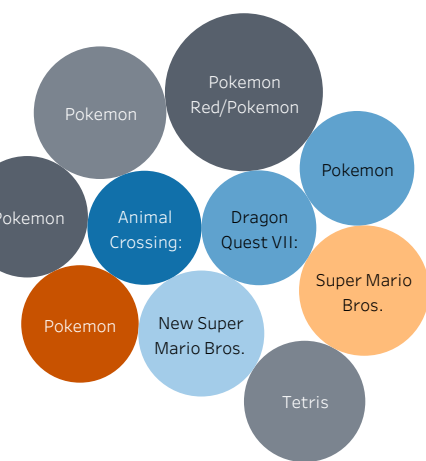 Pokemon
Red/Pokemon
Pokemon
Pokemon
Pokemon
Animal
Crossing:
Dragon
Quest VII:
Super Mario
Bros.
Pokemon
New Super
Mario Bros.
Tetris